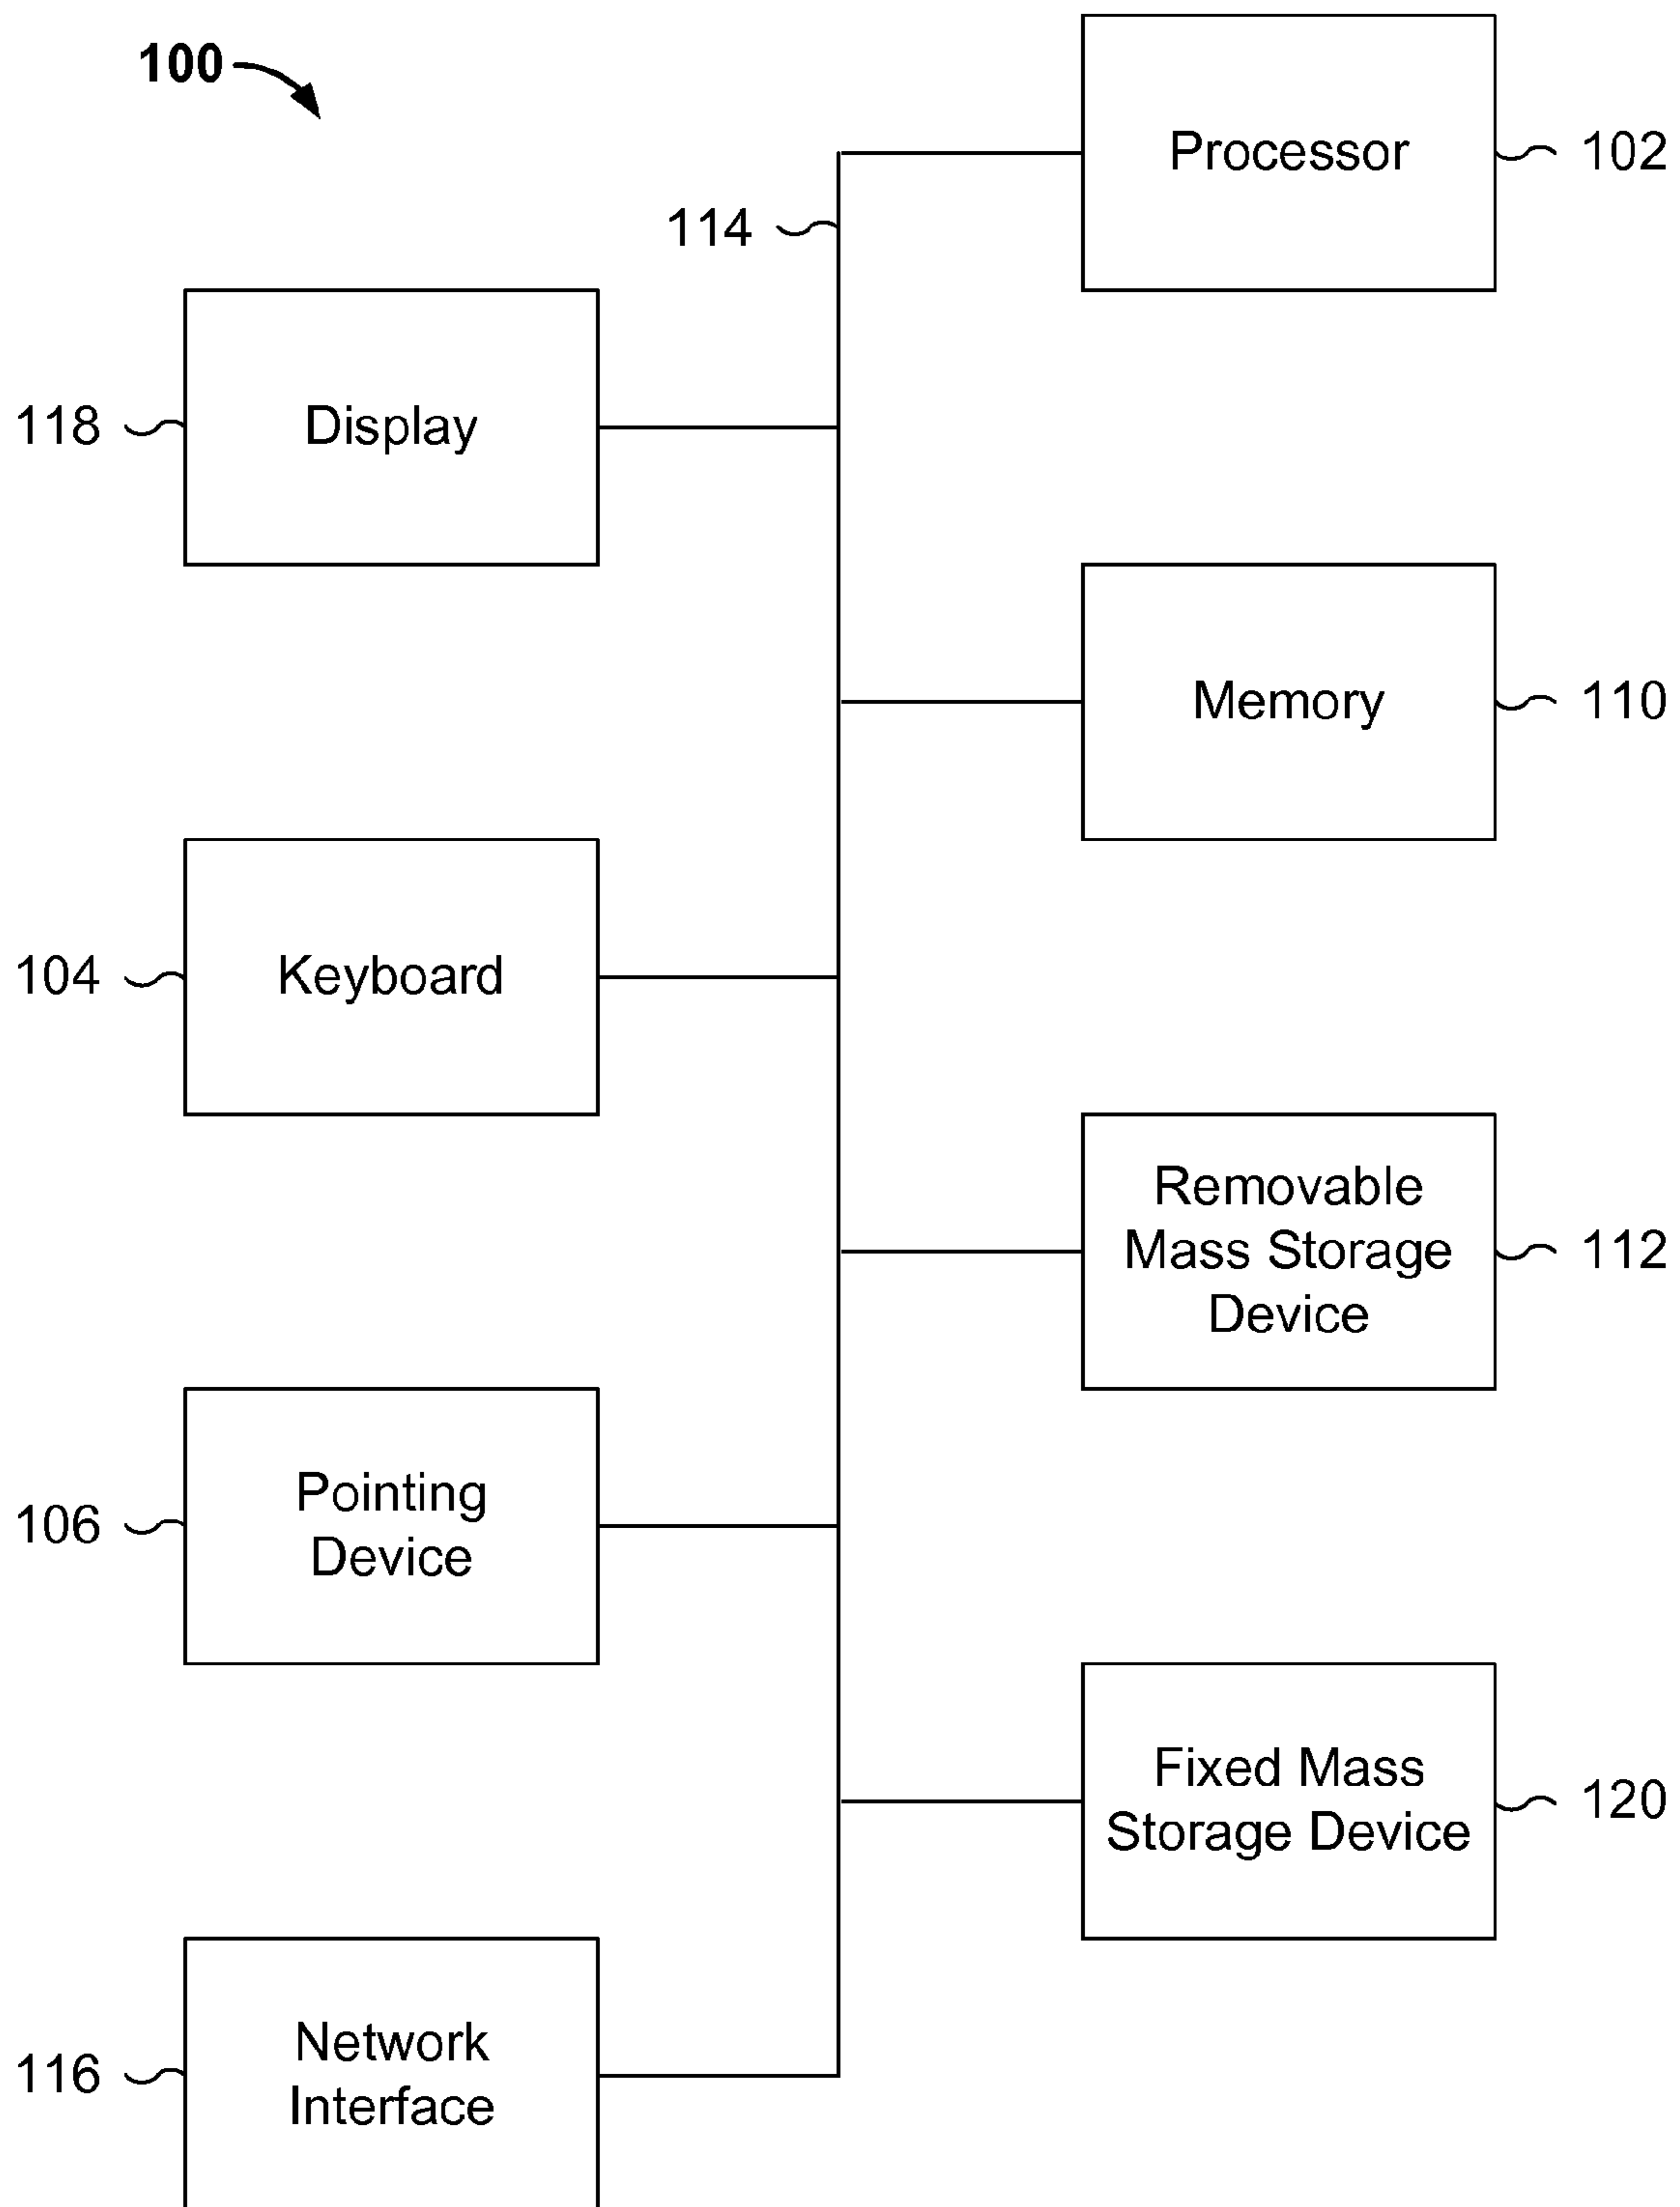 100
Processor
102
114
118
Display
Memory
110
104
Keyboard
Removable
Mass Storage
Device
112
106
Pointing
Device
Fixed Mass
Storage Device
120
116
Network
Interface